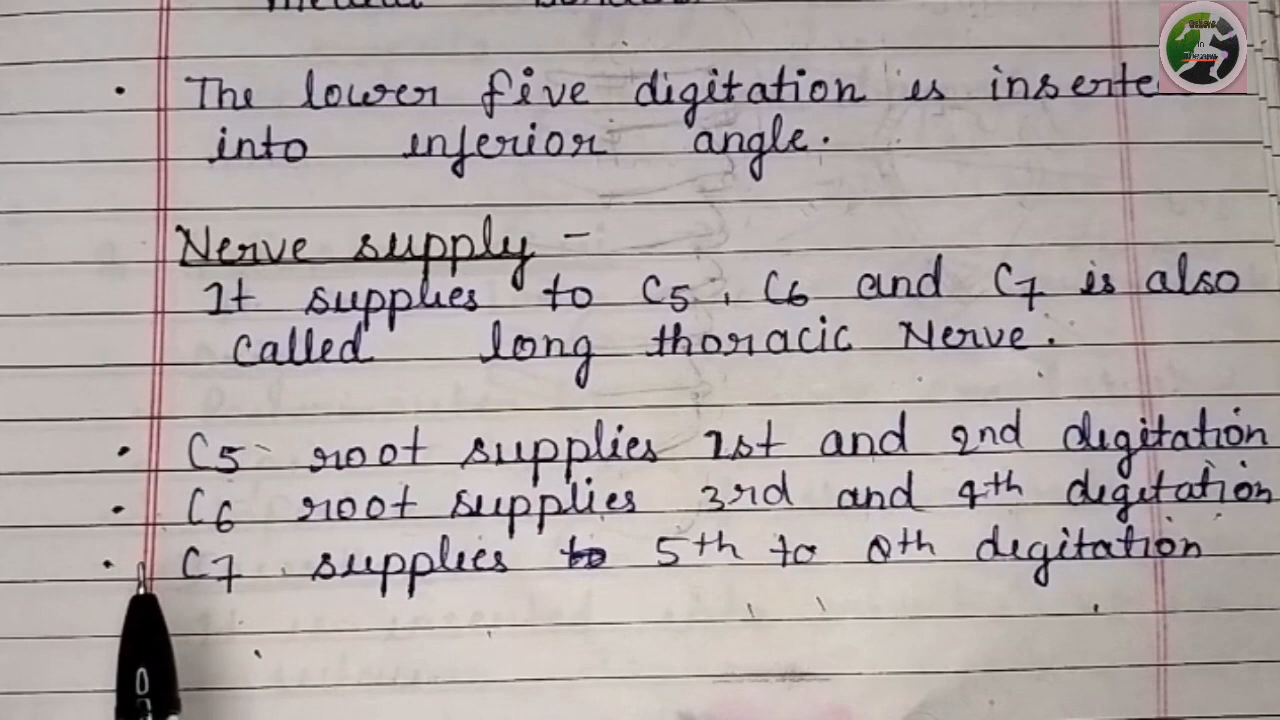 The lower five digitation is inserte
into inferior angle.
Nerve supply -
It supplies to C5, C6 and C7 is also
called long thoracic Nerve.
C5 root supplies 1st and 2nd digitation
C6 root supplies 3rd and 4th digitation
C7 supplies to 5th to 8th digitation